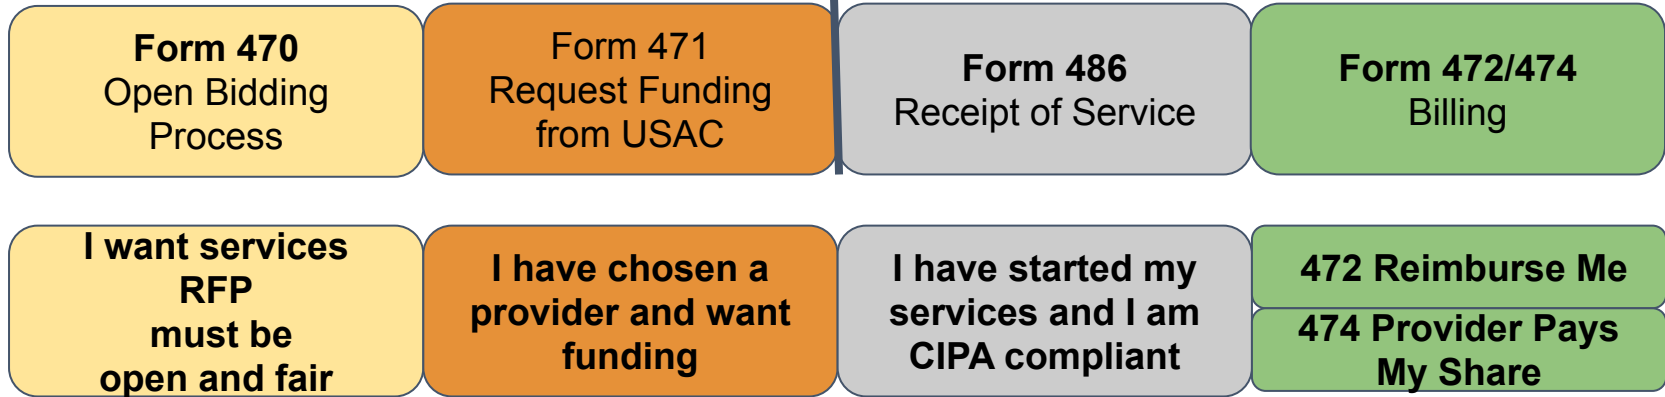 Form 470
Open Bidding
Process
Form 471
Request Funding
from USAC
Form 486
Receipt of Service
Form 472/474
Billing
I want services
RFP
must be
open and fair
I have chosen a
provider and want
funding
I have started my
services and I am
CIPA compliant
472 Reimburse Me
474 Provider Pays
My Share